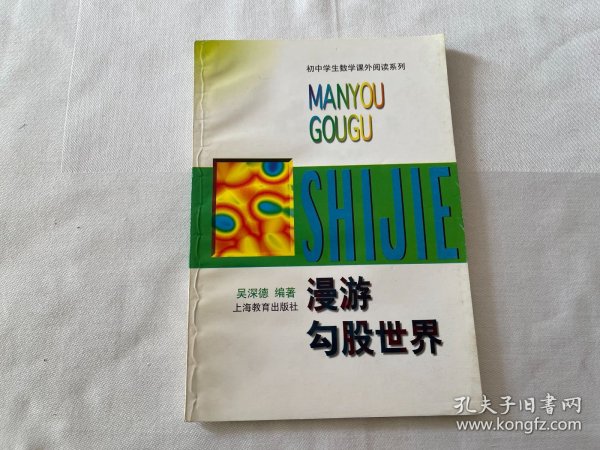 初中学生数学课外阅读系列
MANYOU
GOUGU
SHIJIE
吴深德 编著
上海教育出版社
漫游
勾股世界
孔夫子旧书网
www.kongfz.com